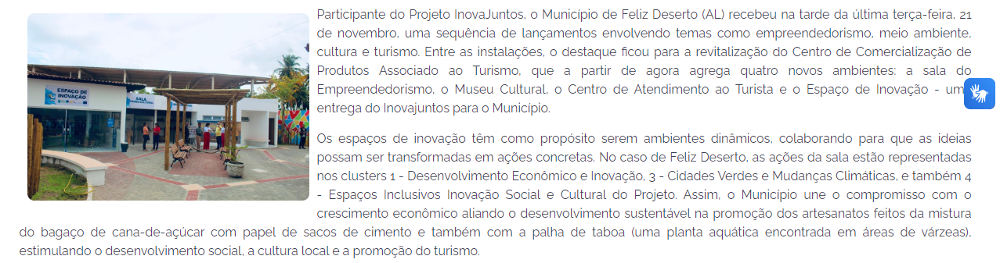 Participante do Projeto InovaJuntos, o Município de Feliz Deserto (AL) recebeu na tarde da última terça-feira, 21
de novembro, uma sequência de lançamentos envolvendo temas como empreendedorismo, meio ambiente,
cultura e turismo. Entre as instalações, o destaque ficou para a revitalização do Centro de Comercialização de
Produtos Associado ao Turismo, que a partir de agora agrega quatro novos ambientes: a sala do
Empreendedorismo, o Museu Cultural, o Centro de Atendimento ao Turista e o Espaço de Inovação - um
entrega do Inovajuntos para o Município.
Os espaços de inovação têm como propósito serem ambientes dinâmicos, colaborando para que as ideias
possam ser transformadas em ações concretas. No caso de Feliz Deserto, as ações da sala estão representadas
nos clusters 1 - Desenvolvimento Econômico e Inovação, 3 - Cidades Verdes e Mudanças Climáticas, e também 4
- Espaços Inclusivos Inovação Social e Cultural do Projeto. Assim, o Município une o compromisso com o
crescimento econômico aliando o desenvolvimento sustentável na promoção dos artesanatos feitos da mistura
do bagaço de cana-de-açúcar com papel de sacos de cimento e também com a palha de taboa (uma planta aquática encontrada em áreas de várzeas),
estimulando o desenvolvimento social, a cultura local e a promoção do turismo.
ESPAÇO DE
INOVAÇÃO
SALA